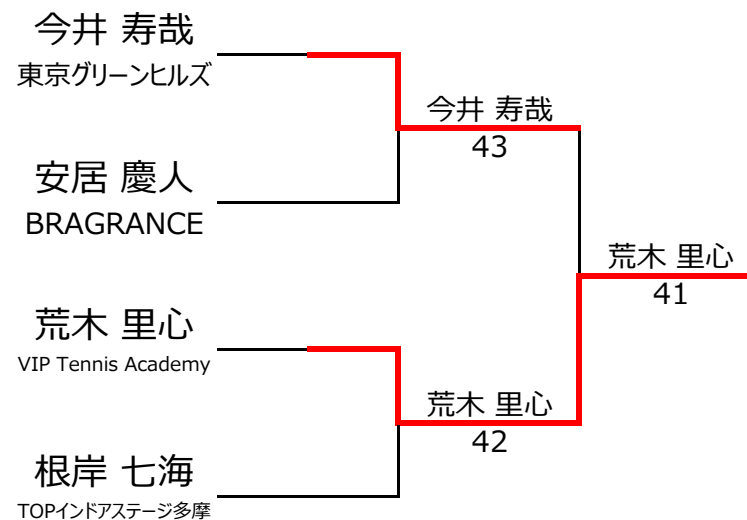 今井 寿哉
東京グリーンヒルズ
今井 寿哉
43
安居 慶人
BRAGRANCE
荒木 里心
41
荒木 里心
VIP Tennis Academy
荒木 里心
42
根岸 七海
TOPインドアステージ多摩